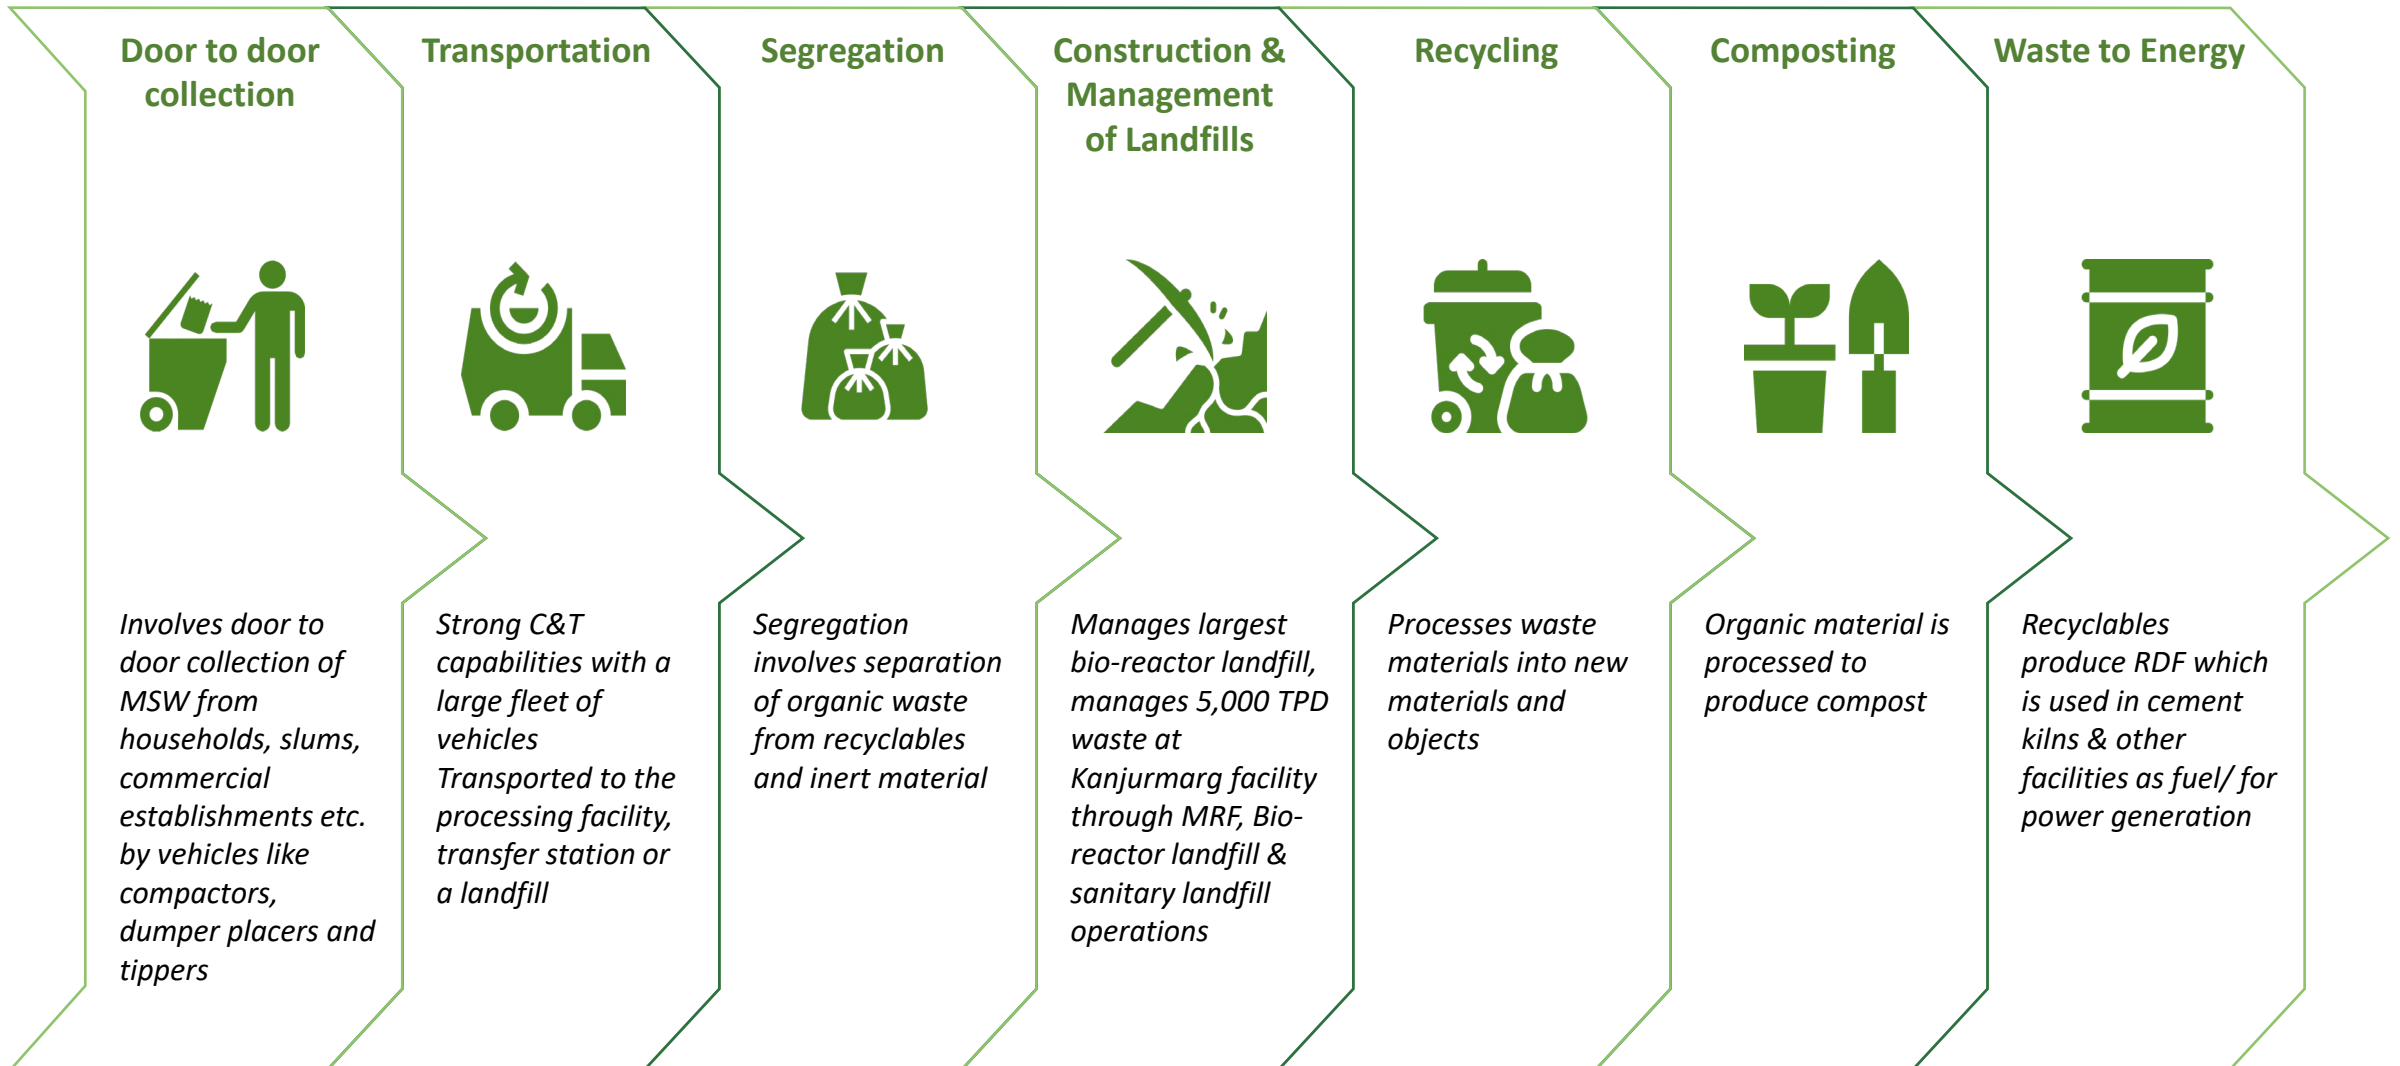 Door to door
collection
Involves door to
door collection of
MSW from
households, slums,
commercial
establishments etc.
by vehicles like
compactors,
dumper placers and
tippers
Transportation
Strong C&T
capabilities with a
large fleet of
vehicles
Transported to the
processing facility,
transfer station or
a landfill
Segregation
Segregation
involves separation
of organic waste
from recyclables
and inert material
Construction &
Management
of Landfills
Manages largest
bio-reactor landfill,
manages 5,000 TPD
waste at
Kanjurmarg facility
through MRF, Bio-
reactor landfill &
sanitary landfill
operations
Recycling
Processes waste
materials into new
materials and
objects
Composting
Organic material is
processed to
produce compost
Waste to Energy
Recyclables
produce RDF which
is used in cement
kilns & other
facilities as fuel/ for
power generation